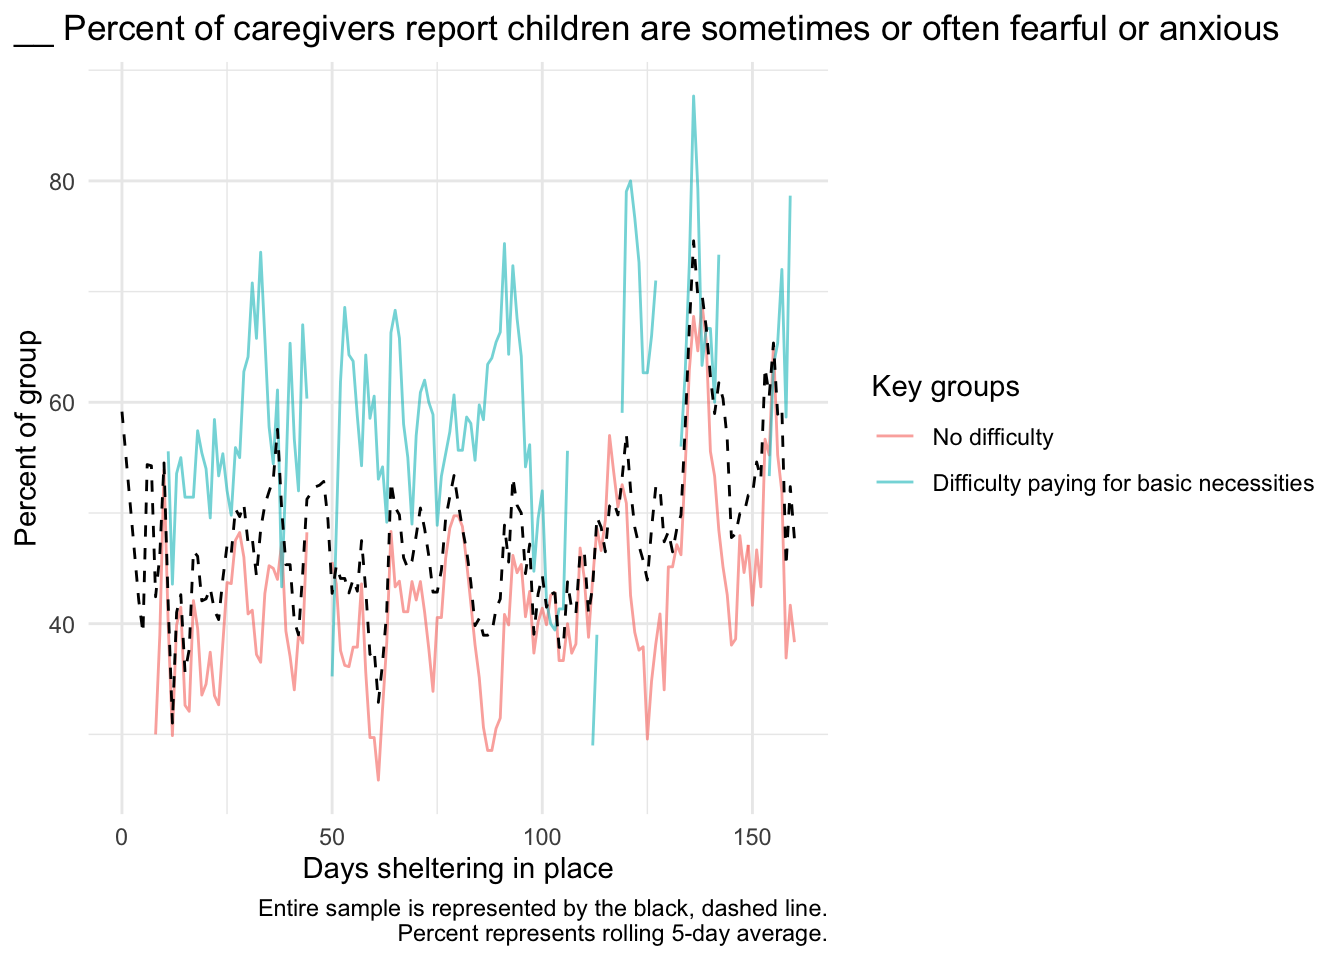 __ Percent of caregivers report children are sometimes or often fearful or anxious
Percent of group
80
60
40
0
50
100
150
Days sheltering in place
Key groups
No difficulty
Difficulty paying for basic necessities
Entire sample is represented by the black, dashed line.
Percent represents rolling 5-day average.